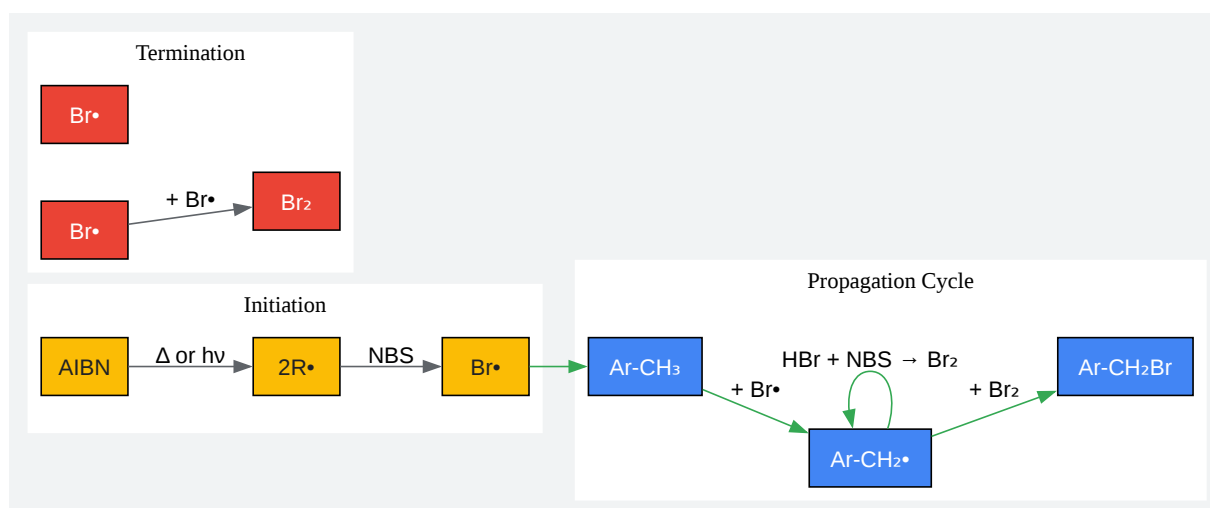 Termination
Br•
Br•
+ Br•
Br₂
Initiation
AIBN
Δ or hν
2R•
NBS
Br•
Propagation Cycle
Ar-CH₃
+ Br•
HBr + NBS → Br₂
Ar-CH₂•
+ Br₂
Ar-CH₂Br